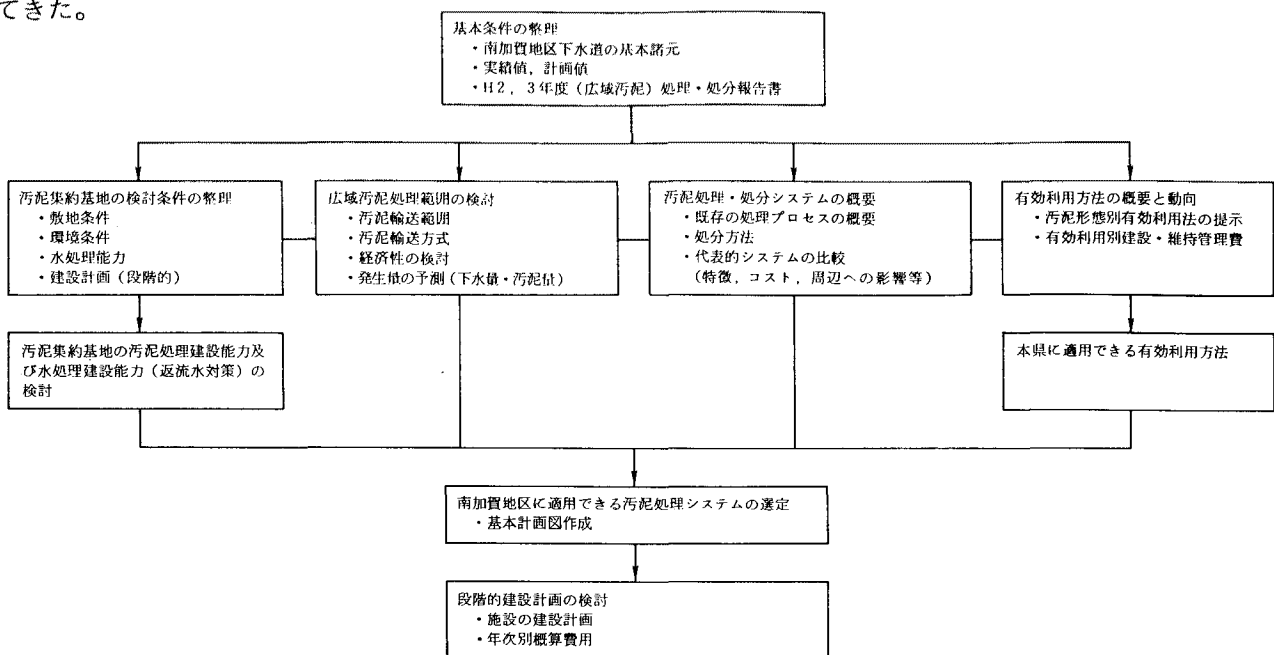 てきた。
基本条件の整理
・南加賀地区下水道の基本諸元
・実績値，計画値
・H2，3年度（広域汚泥）処理・処分報告書
汚泥集約基地の検討条件の整理
・敷地条件
・環境条件
・水処理能力
・建設計画（段階的）
広域汚泥処理範囲の検討
・汚泥輸送範囲
・汚泥輸送方式
・経済性の検討
・発生量の予測（下水量・汚泥量）
汚泥処理・処分システムの概要
・既存の処理プロセスの概要
・処分方法
・代表的システムの比較
（特徴，コスト，周辺への影響等）
有効利用方法の概要と動向
・汚泥形態別有効利用法の提示
・有効利用別建設・維持管理費
汚泥集約基地の汚泥処理建設能力及
び水処理建設能力（返流水対策）の
検討
本県に適用できる有効利用方法
南加賀地区に適用できる汚泥処理システムの選定
・基本計画図作成
段階的建設計画の検討
・施設の建設計画
・年次別概算費用